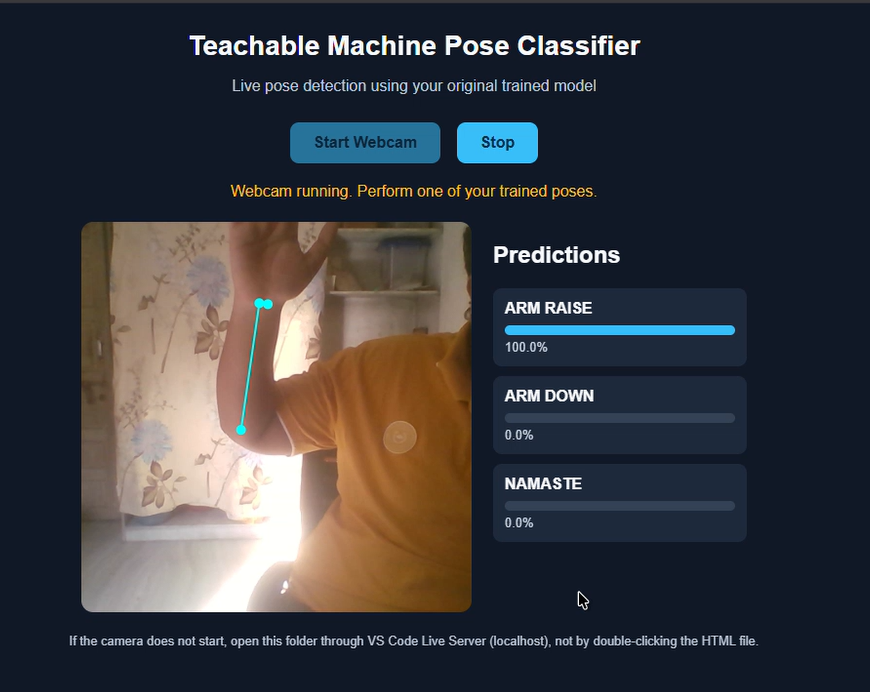 Teachable Machine Pose Classifier
Live pose detection using your original trained model
Start Webcam
Stop
Webcam running. Perform one of your trained poses.
Predictions
ARM RAISE
100.0%
ARM DOWN
0.0%
NAMASTE
0.0%
If the camera does not start, open this folder through VS Code Live Server (localhost), not by double-clicking the HTML file.